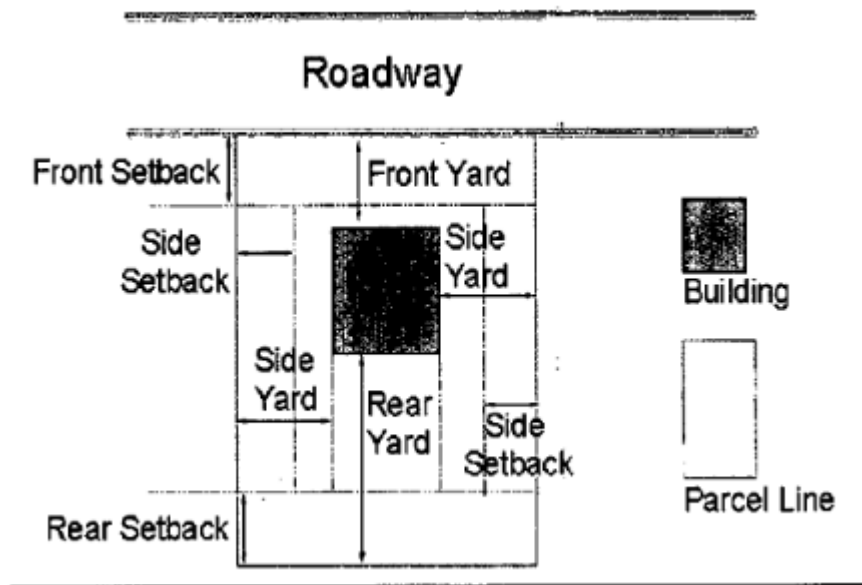 Roadway
Front Setback
Front Yard
Side
Setback
Side
Yard
Building
Side
Yard
Rear
Yard
Side
Setback
Parcel Line
Rear Setback